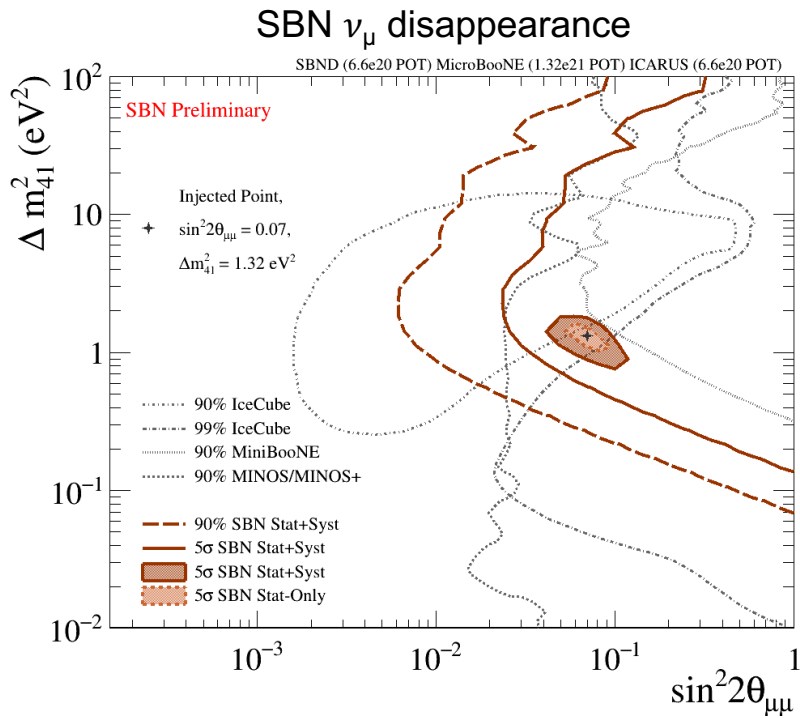 SBN νμ disappearance
SBND (6.6e20 POT) MicroBooNE (1.32e21 POT) ICARUS (6.6e20 POT)
SBN Preliminary
Injected Point,
sin²2θμμ = 0.07,
Δm²41 = 1.32 eV²
90% IceCube
99% IceCube
90% MiniBooNE
90% MINOS/MINOS+
90% SBN Stat+Syst
5σ SBN Stat+Syst
5σ SBN Stat+Syst
5σ SBN Stat-Only
Δ m²41 (eV²)
10²
10
1
10⁻¹
10⁻²
10⁻³
10⁻²
10⁻¹
1
sin²2θμμ